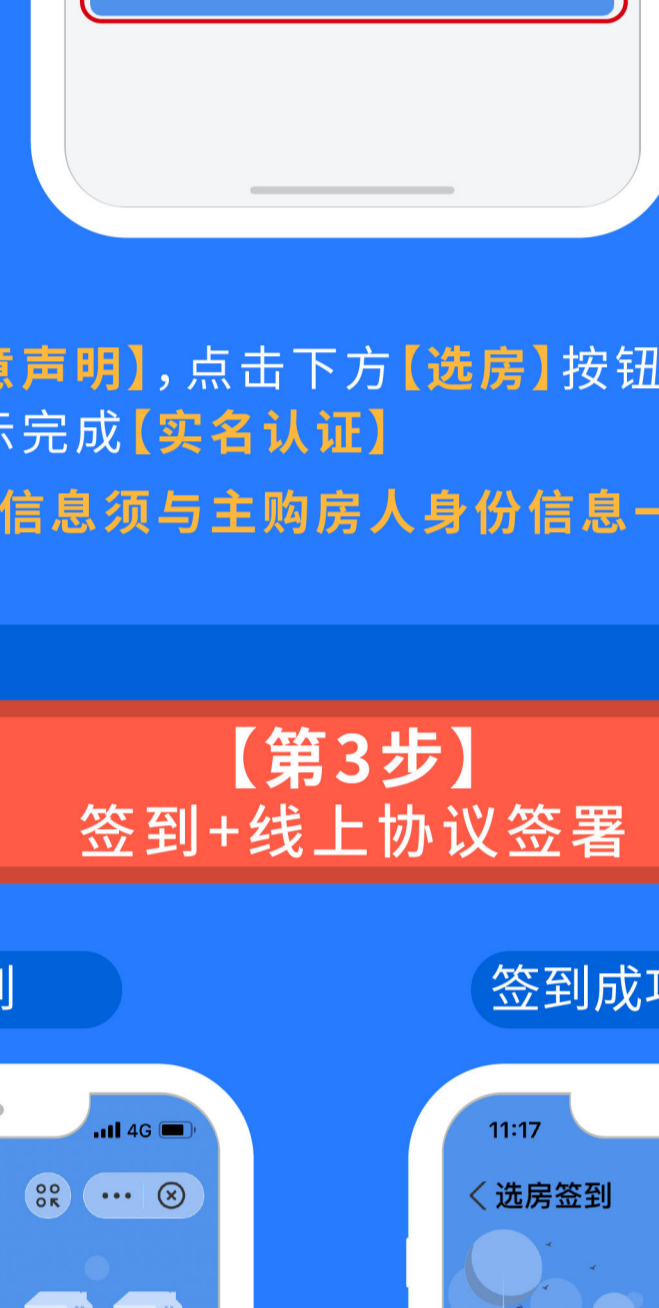 声明】，点击下方【选房】按钮
示完成【实名认证】
信息须与主购房人身份信息一
【第3步】
签到+线上协议签署
到
签到成功
4G
11:17
选房签到